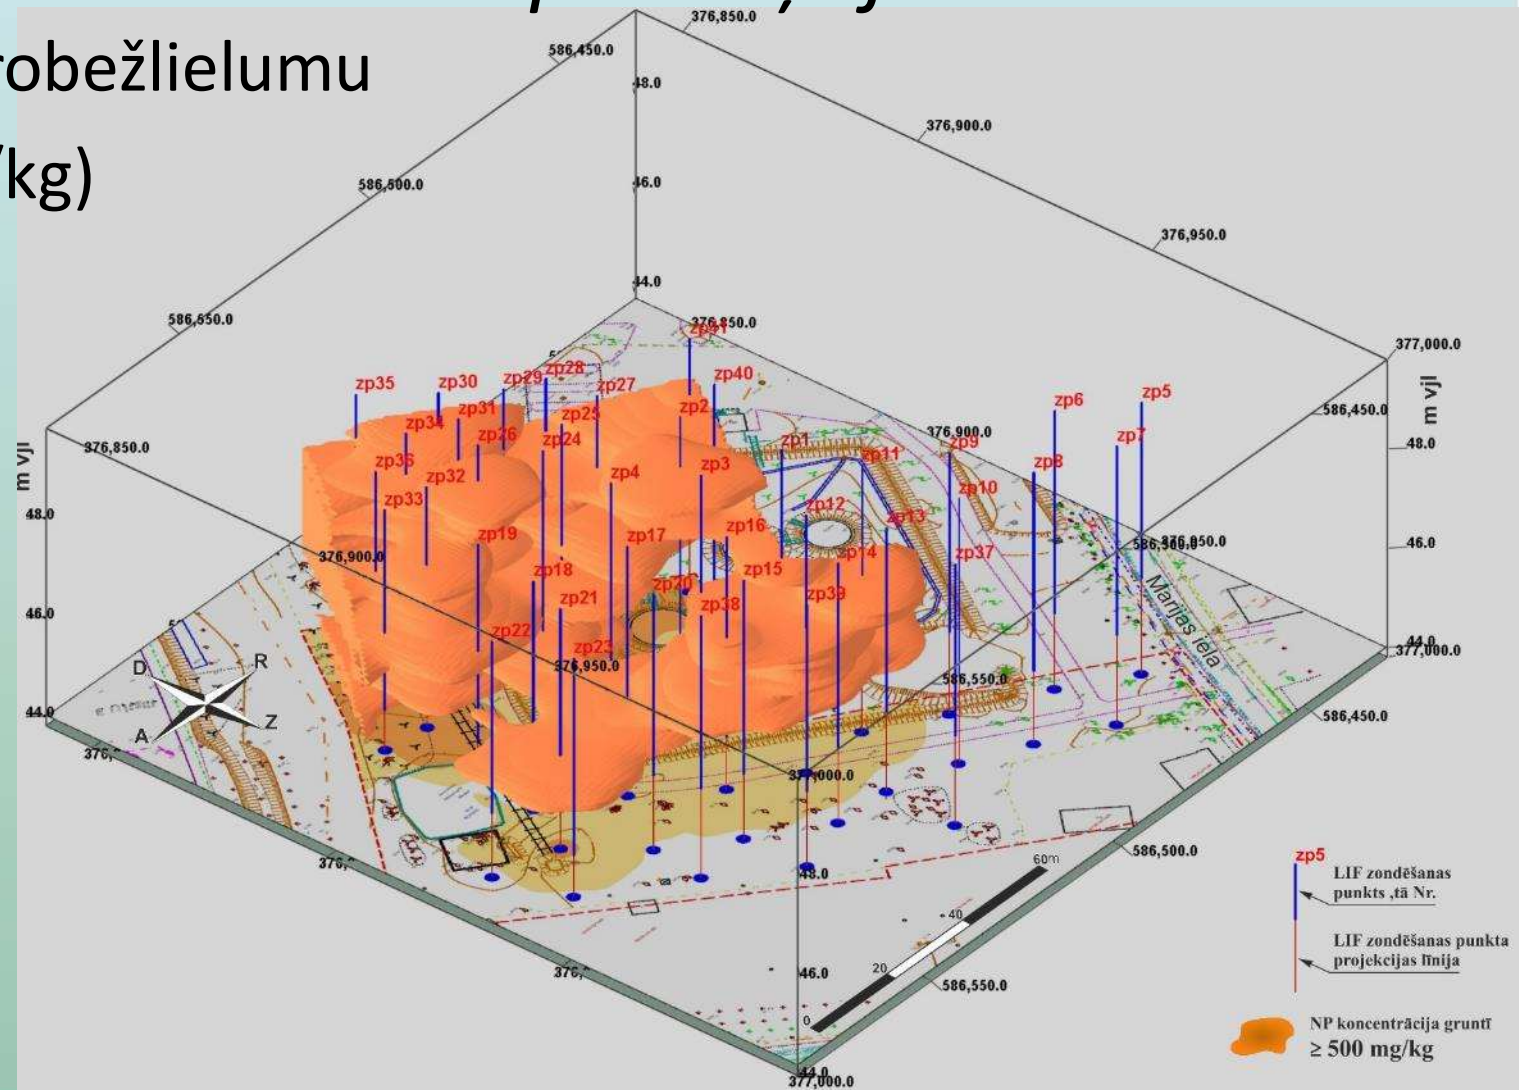 robežlielumu
/kg)
376,850.0
586,450.0
48.0
376,900.0
46.0
586,500.0
376,950.0
44.0
586,550.0
376,850.0
zp41
377,000.0
zp28
zp29
zp35
zp30
zp27
zp40
zp5
m vjl
zp6
586,450.0
zp31
zp2
zp25
zp34
376,900.0
zp7
48.0
zp26
zp24
zp1
zp9
376,850.0
m vjl
zp36
zp32
zp4
zp3
zp11
zp8
zp33
zp12
zp10
48.0
zp19
zp17
zp16
zp13
376,950.0
46.0
376,900.0
zp18
zp15
zp14
zp37
Marijas iela
zp20
zp39
46.0
zp21
zp38
zp22
44.0
377,000.0
zp23
376,950.0
D
R
586,550.0
44.0
Z
A
586,450.0
377,000.0
586,500.0
60m
48.0
40
20
46.0
586,550.0
0
44.0
377,000.0
zp5
LIF zondēšanas
punkts ,tā Nr.
LIF zondēšanas punkta
projekcijas līnija
NP koncentrācija gruntī
≥ 500 mg/kg